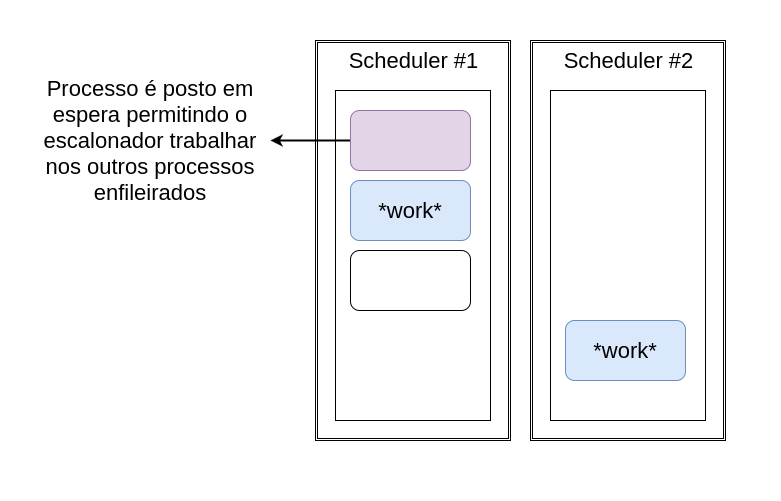 Processo é posto em
espera permitindo o
escalonador trabalhar
nos outros processos
enfileirados
Scheduler #1
*work*
Scheduler #2
*work*